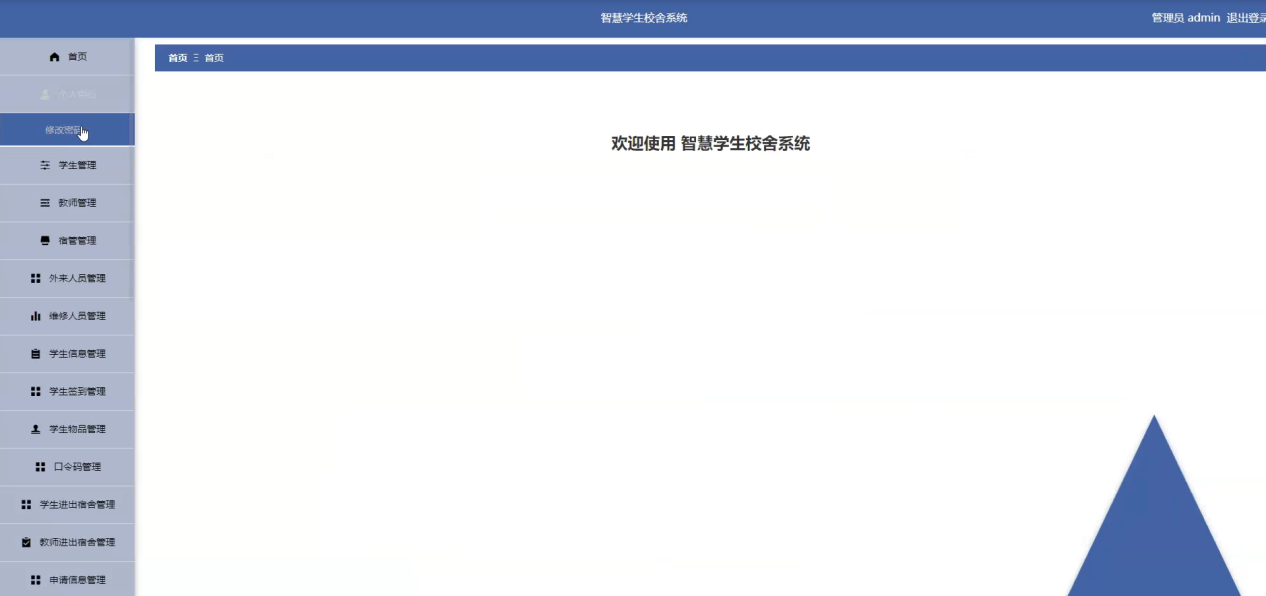 智慧学生校舍系统
管理员 admin 退出登录
首页
首页 Ξ 首页
个人中心
修改密码
欢迎使用 智慧学生校舍系统
学生管理
教师管理
宿管管理
外来人员管理
维修人员管理
学生信息管理
学生签到管理
学生物品管理
口令码管理
学生进出宿舍管理
教师进出宿舍管理
申请信息管理